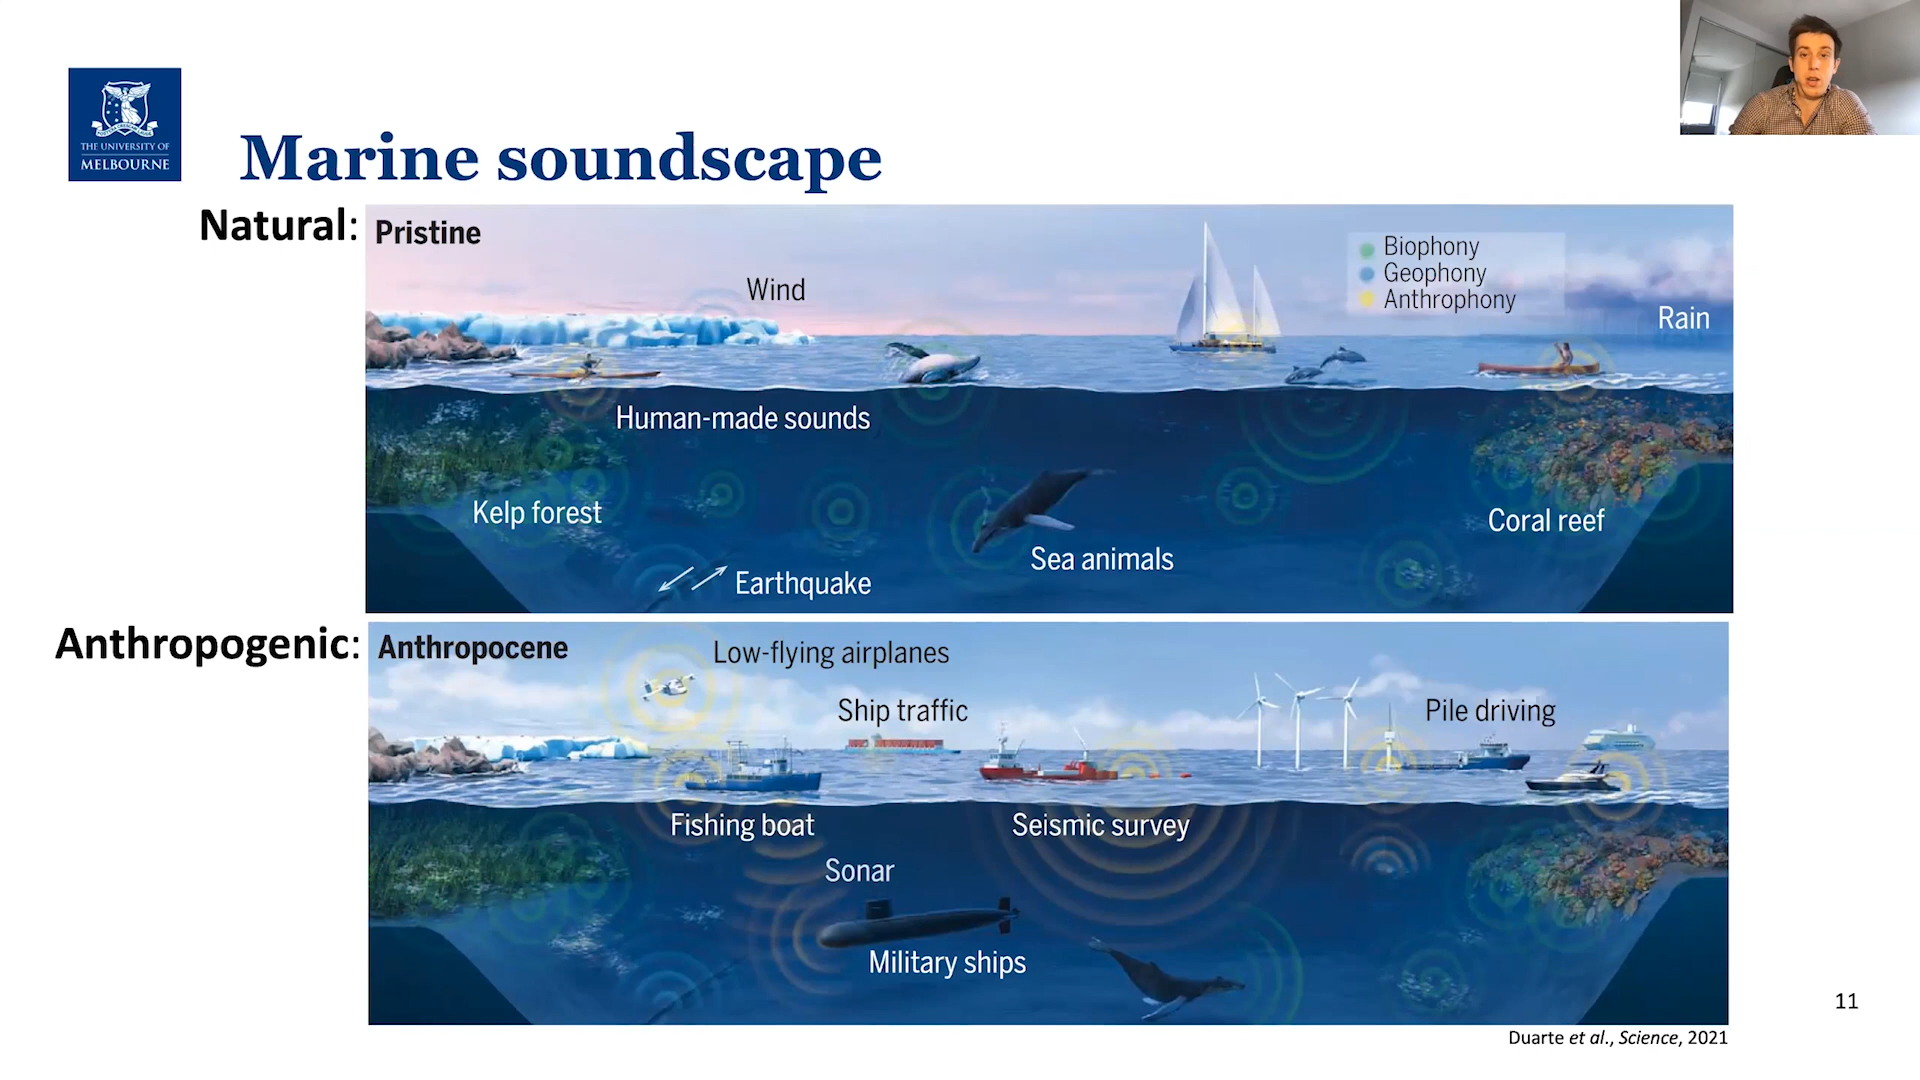 THE UNIVERSITY OF
MELBOURNE
Marine soundscape
Natural:
Pristine
Wind
Biophony
Geophony
Anthrophony
Rain
Human-made sounds
Kelp forest
Coral reef
Sea animals
Earthquake
Anthropogenic:
Anthropocene
Low-flying airplanes
Ship traffic
Pile driving
Fishing boat
Seismic survey
Sonar
Military ships
11
Duarte et al., Science, 2021